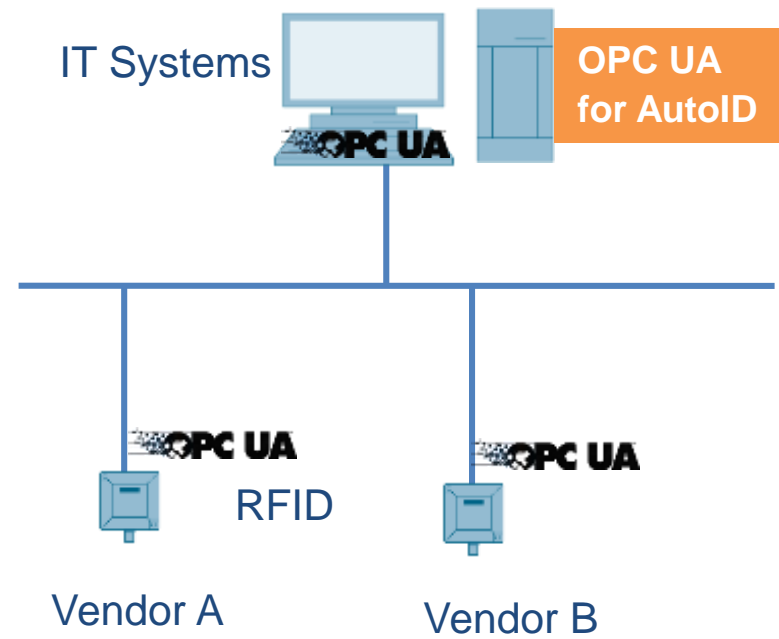 IT Systems
OPC UA
for AutoID
OPC UA
OPC UA
OPC UA
RFID
Vendor A
Vendor B